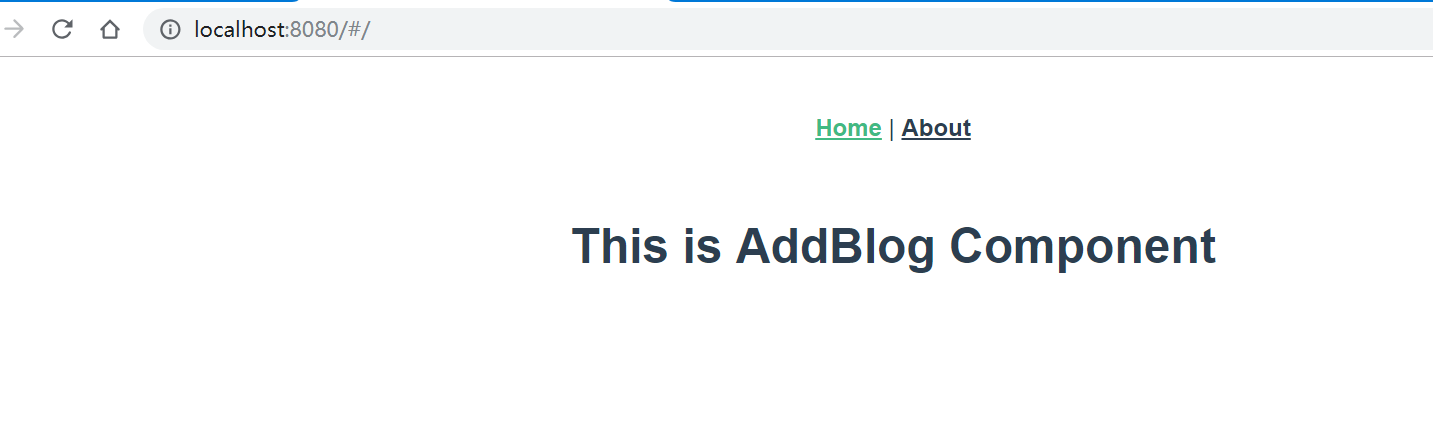 localhost:8080/#/
Home | About
This is AddBlog Component